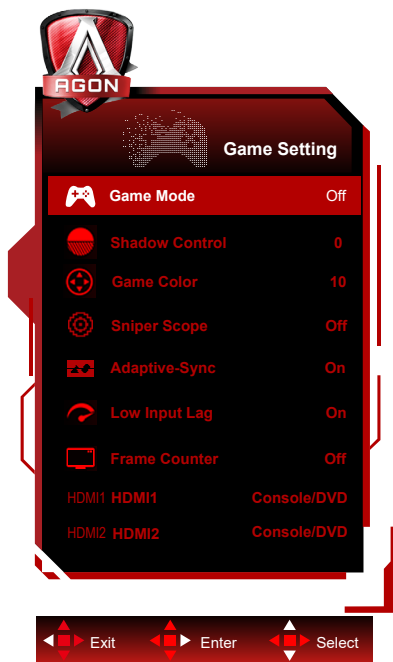 AGON
Game Setting
Game Mode Off
Shadow Control 0
Game Color 10
Sniper Scope Off
Adaptive-Sync On
Low Input Lag On
Frame Counter Off
HDMI1 HDMI1 Console/DVD
HDMI2 HDMI2 Console/DVD
Exit Enter Select